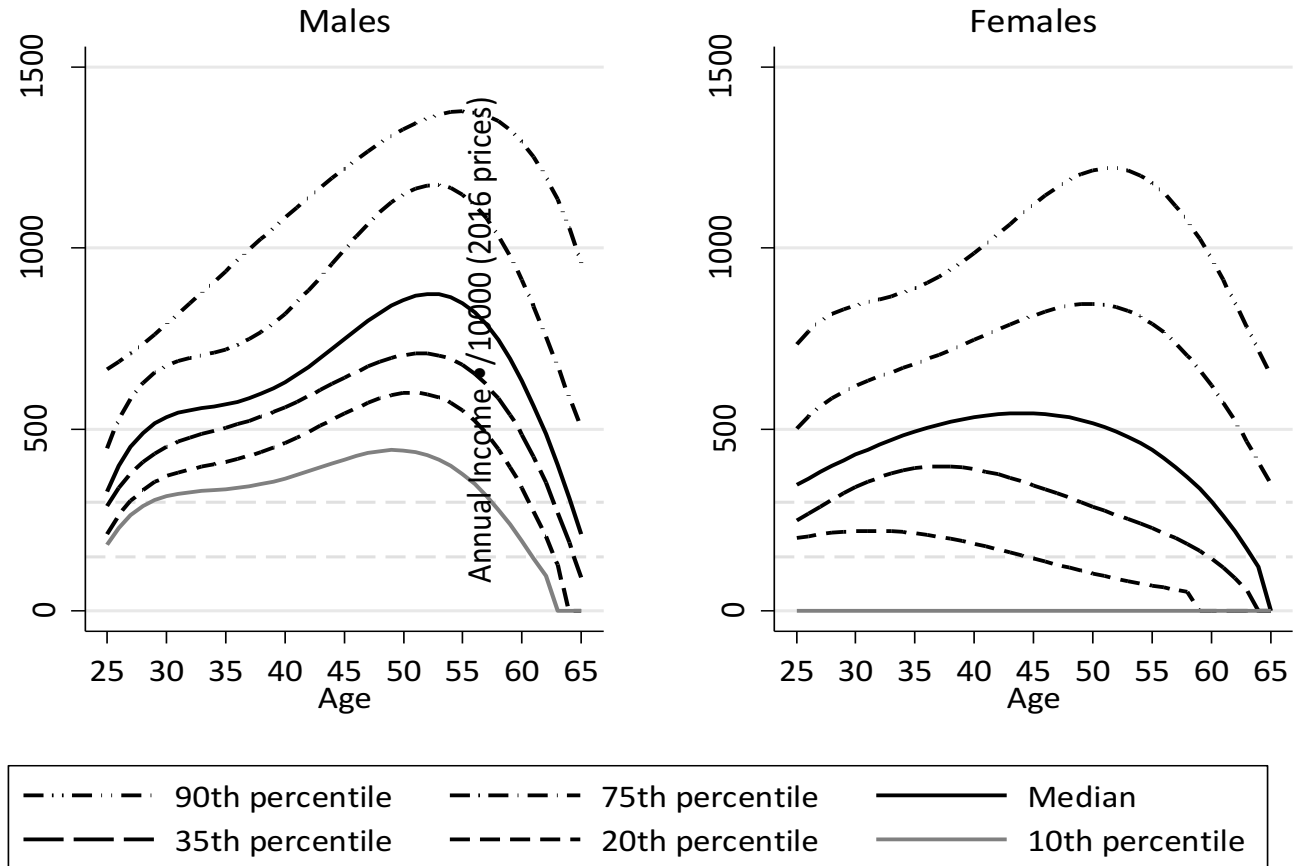 Males
Females
1500
1000
500
0
Annual Income /10000 (2016 prices)
25 30 35 40 45 50 55 60 65
Age
1500
1000
500
0
25 30 35 40 45 50 55 60 65
Age
90th percentile 75th percentile Median
35th percentile 20th percentile 10th percentile